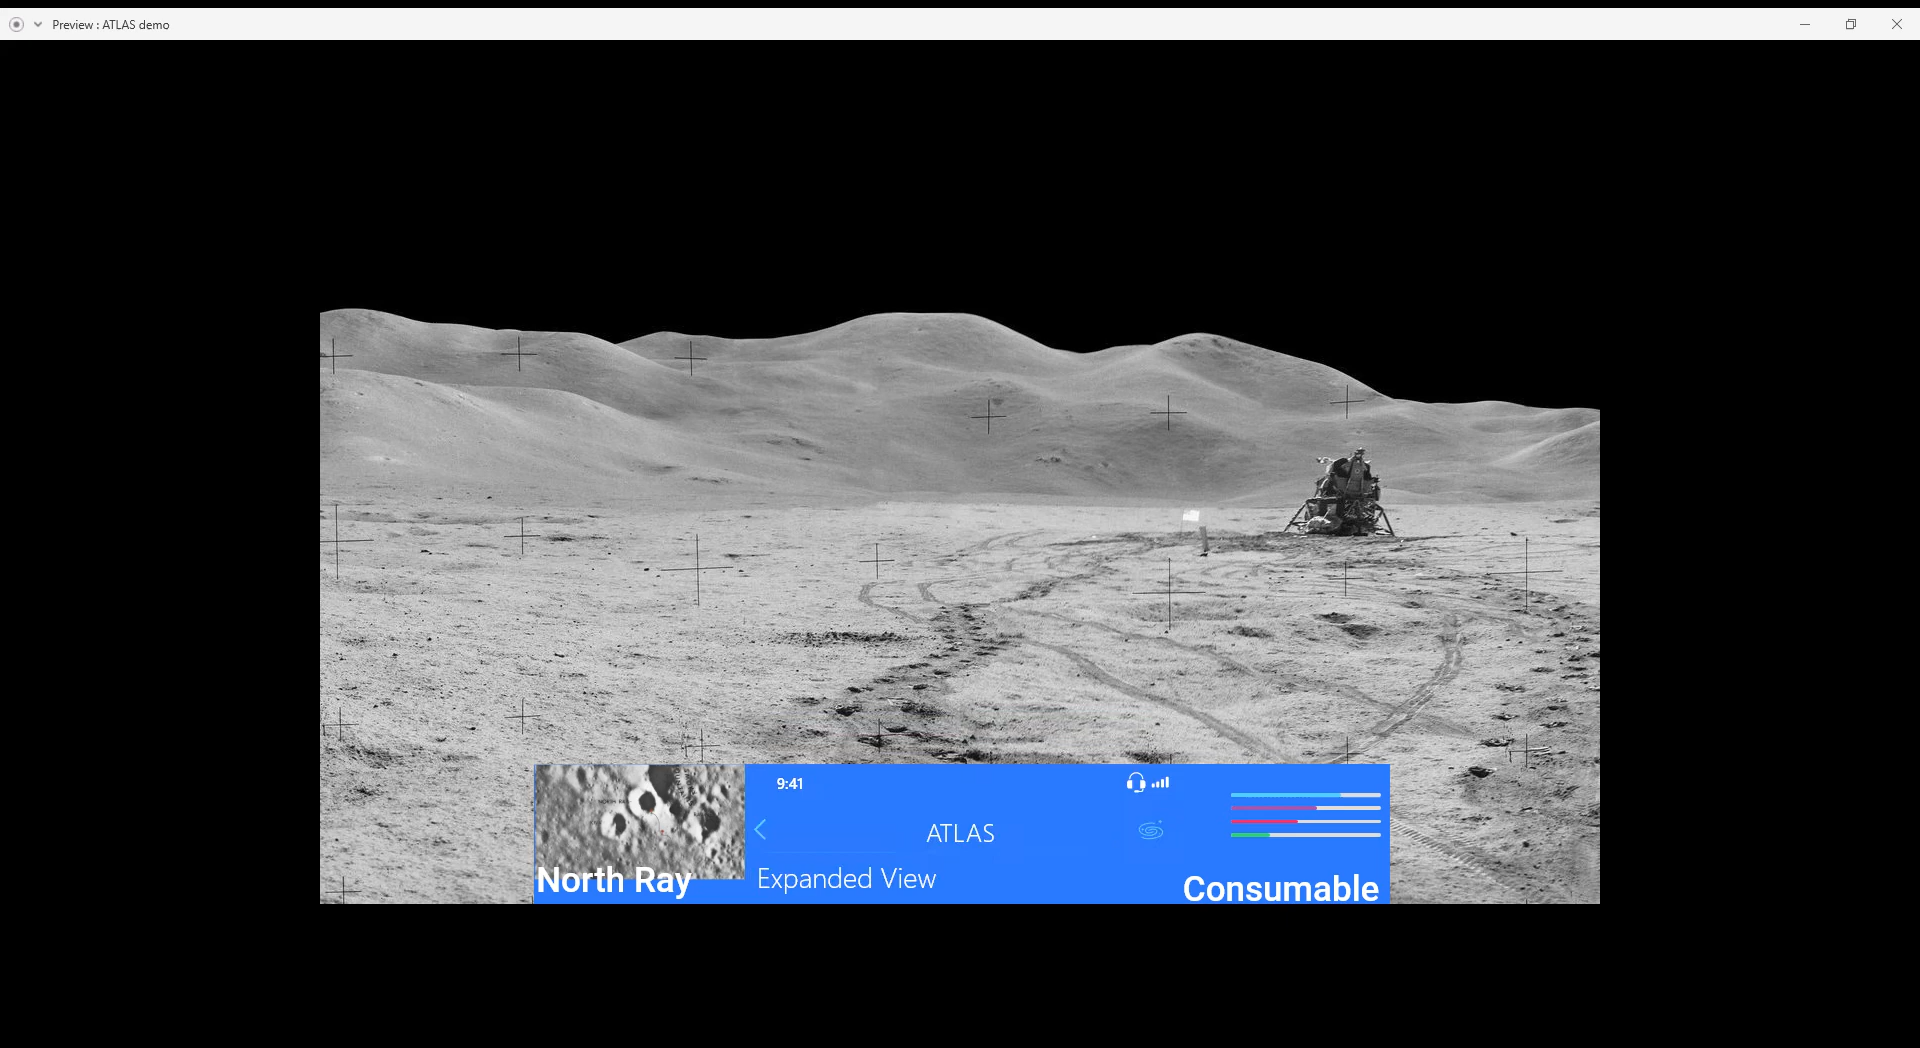 Preview : ATLAS demo
9:41
ATLAS
North Ray
Expanded View
Consumable